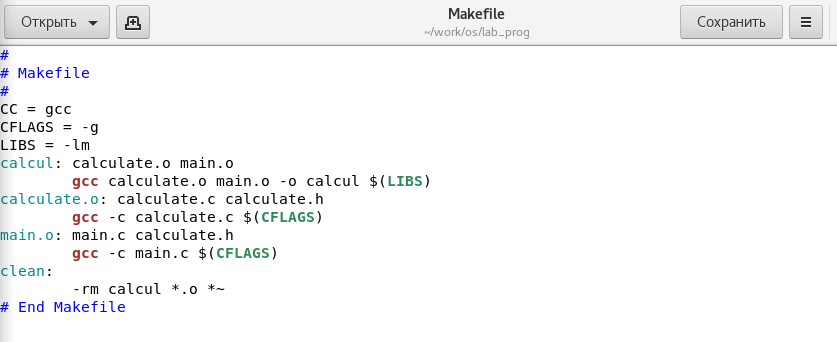 Открыть
Makefile
~/work/os/lab_prog
Сохранить
#
# Makefile
#
CC = gcc
CFLAGS = -g
LIBS = -lm
calcul: calculate.o main.o
        gcc calculate.o main.o -o calcul $(LIBS)
calculate.o: calculate.c calculate.h
        gcc -c calculate.c $(CFLAGS)
main.o: main.c calculate.h
        gcc -c main.c $(CFLAGS)
clean:
        -rm calcul *.o *~
# End Makefile